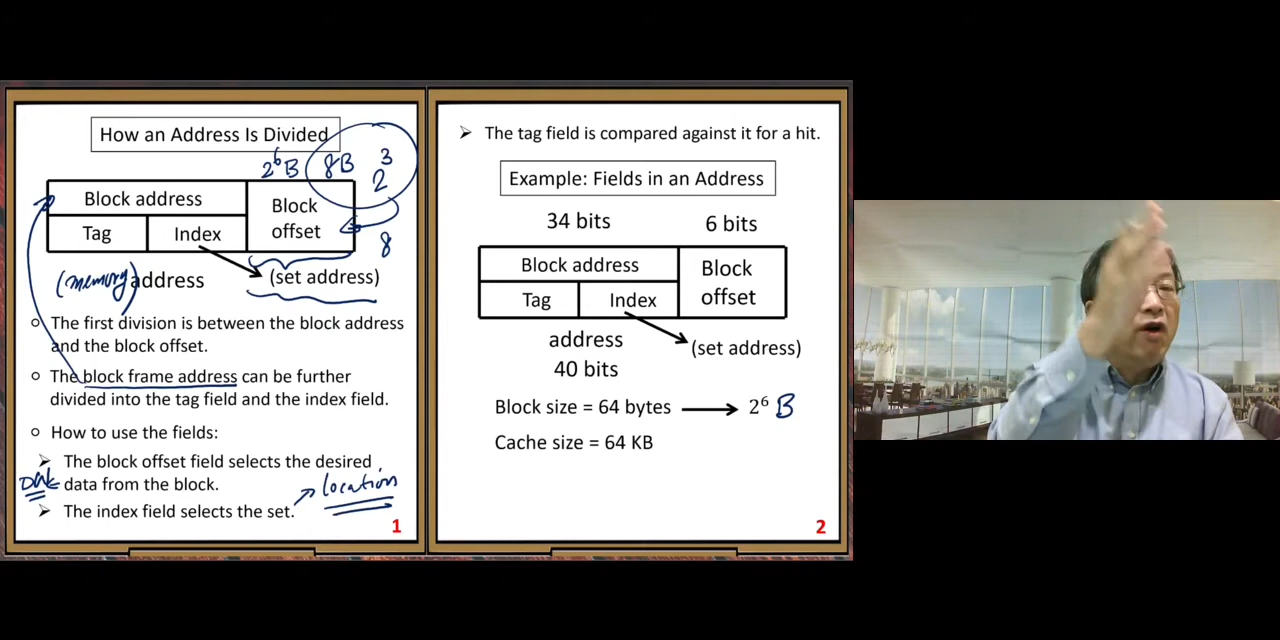 How an Address Is Divided
2⁶B 8B 3
2
Block address
Block
offset
Tag
Index
8
(memory) address
(set address)
The first division is between the block address
and the block offset.
The block frame address can be further
divided into the tag field and the index field.
How to use the fields:
The block offset field selects the desired
data from the block.
location
The index field selects the set.
1
The tag field is compared against it for a hit.
Example: Fields in an Address
34 bits
6 bits
Block address
Block
offset
Tag
Index
address
(set address)
40 bits
Block size = 64 bytes
2⁶ B
Cache size = 64 KB
2